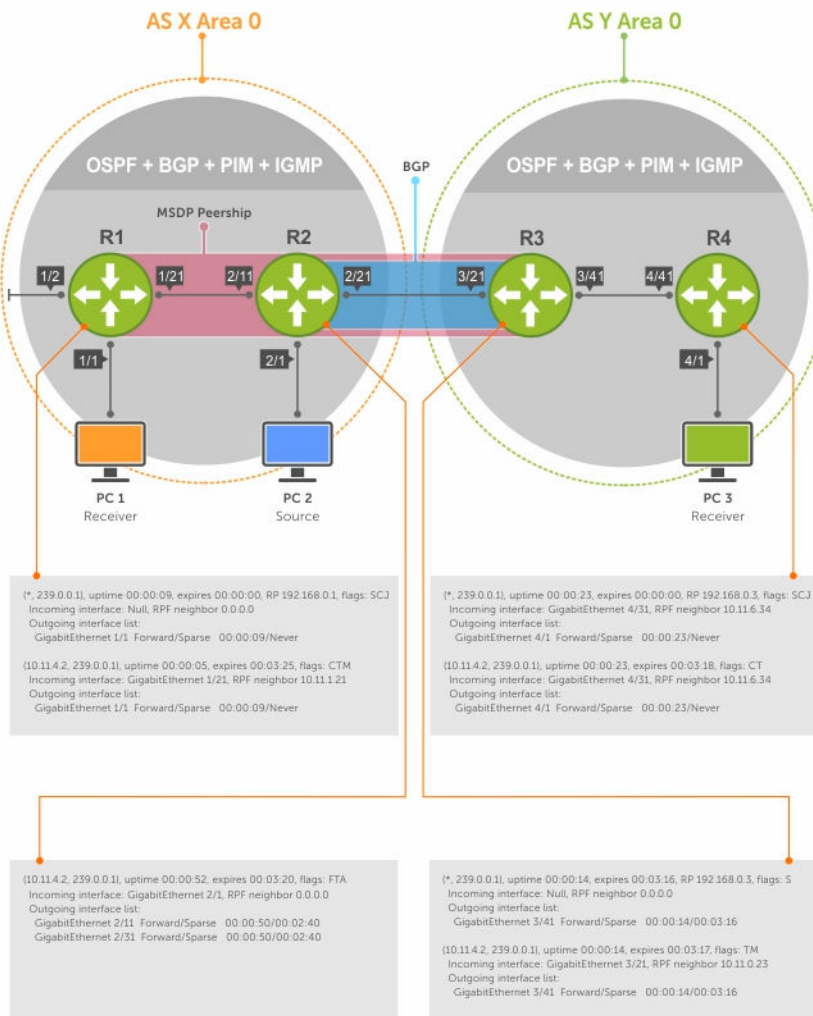 AS X Area 0
AS Y Area 0
OSPF + BGP + PIM + IGMP
BGP
OSPF + BGP + PIM + IGMP
MSDP Peership
R1
R2
R3
R4
1/2
1/21
2/11
2/21
3/21
3/41
4/41
1/1
2/1
4/1
PC 1
Receiver
PC 2
Source
PC 3
Receiver
(*, 239.0.0.1), uptime 00:00:09, expires 00:00:00, RP 192.168.0.1, flags: SCJ
Incoming interface: Null, RPF neighbor 0.0.0.0
Outgoing interface list:
GigabitEthernet 1/1 Forward/Sparse 00:00:09/Never
(10.11.4.2, 239.0.0.1), uptime 00:00:05, expires 00:03:25, flags: CTM
Incoming interface: GigabitEthernet 1/21, RPF neighbor 10.11.1.21
Outgoing interface list:
GigabitEthernet 1/1 Forward/Sparse 00:00:09/Never
(*, 239.0.0.1), uptime 00:00:23, expires 00:00:00, RP 192.168.0.3, flags: SCJ
Incoming interface: GigabitEthernet 4/31, RPF neighbor 10.11.6.34
Outgoing interface list:
GigabitEthernet 4/1 Forward/Sparse 00:00:23/Never
(10.11.4.2, 239.0.0.1), uptime 00:00:23, expires 00:03:18, flags: CT
Incoming interface: GigabitEthernet 4/31, RPF neighbor 10.11.6.34
Outgoing interface list:
GigabitEthernet 4/1 Forward/Sparse 00:00:23/Never
(10.11.4.2, 239.0.0.1), uptime 00:00:52, expires 00:03:20, flags: FTA
Incoming interface: GigabitEthernet 2/1, RPF neighbor 0.0.0.0
Outgoing interface list:
GigabitEthernet 2/11 Forward/Sparse 00:00:50/00:02:40
GigabitEthernet 2/31 Forward/Sparse 00:00:50/00:02:40
(*, 239.0.0.1), uptime 00:00:14, expires 00:03:16, RP 192.168.0.3, flags: S
Incoming interface: Null, RPF neighbor 0.0.0.0
Outgoing interface list:
GigabitEthernet 3/41 Forward/Sparse 00:00:14/00:03:16
(10.11.4.2, 239.0.0.1), uptime 00:00:14, expires 00:03:17, flags: TM
Incoming interface: GigabitEthernet 3/21, RPF neighbor 10.11.0.23
Outgoing interface list:
GigabitEthernet 3/41 Forward/Sparse 00:00:14/00:03:16